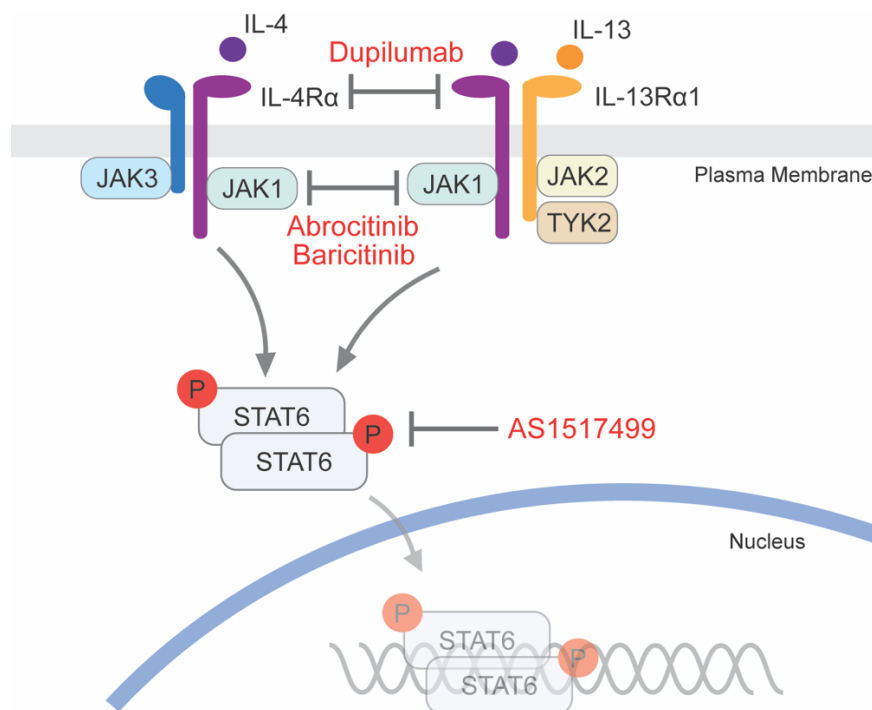 IL-4
IL-13
Dupilumab
IL-4Rα
IL-13Rα1
JAK3
JAK1
JAK1
JAK2
TYK2
Plasma Membrane
Abrocitinib
Baricitinib
P
STAT6
P
STAT6
AS1517499
Nucleus
P
STAT6
P
STAT6